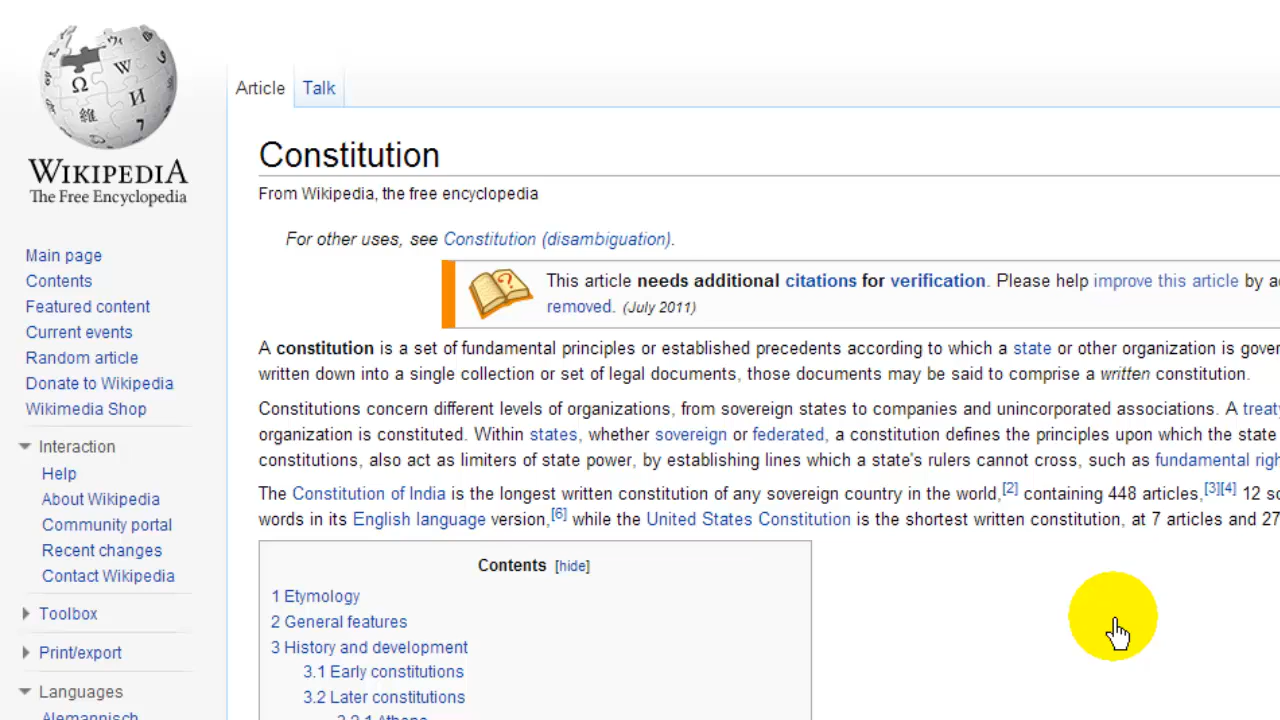 WIKIPEDIA
The Free Encyclopedia
Main page
Contents
Featured content
Current events
Random article
Donate to Wikipedia
Wikimedia Shop
Interaction
Help
About Wikipedia
Community portal
Recent changes
Contact Wikipedia
Toolbox
Print/export
Languages
Alemannisch
Article Talk
Constitution
From Wikipedia, the free encyclopedia
For other uses, see Constitution (disambiguation).
This article needs additional citations for verification. Please help improve this article by
removed. (July 2011)
A constitution is a set of fundamental principles or established precedents according to which a state or other organization is
written down into a single collection or set of legal documents, those documents may be said to comprise a written constitution.
Constitutions concern different levels of organizations, from sovereign states to companies and unincorporated associations. A
organization is constituted. Within states, whether sovereign or federated, a constitution defines the principles upon which the state
constitutions, also act as limiters of state power, by establishing lines which a state's rulers cannot cross, such as fundamental
The Constitution of India is the longest written constitution of any sovereign country in the world,[2] containing 448 articles,[3][4] 12
words in its English language version,[6] while the United States Constitution is the shortest written constitution, at 7 articles and 27
Contents [hide]
1 Etymology
2 General features
3 History and development
3.1 Early constitutions
3.2 Later constitutions
3.2.1 Athens